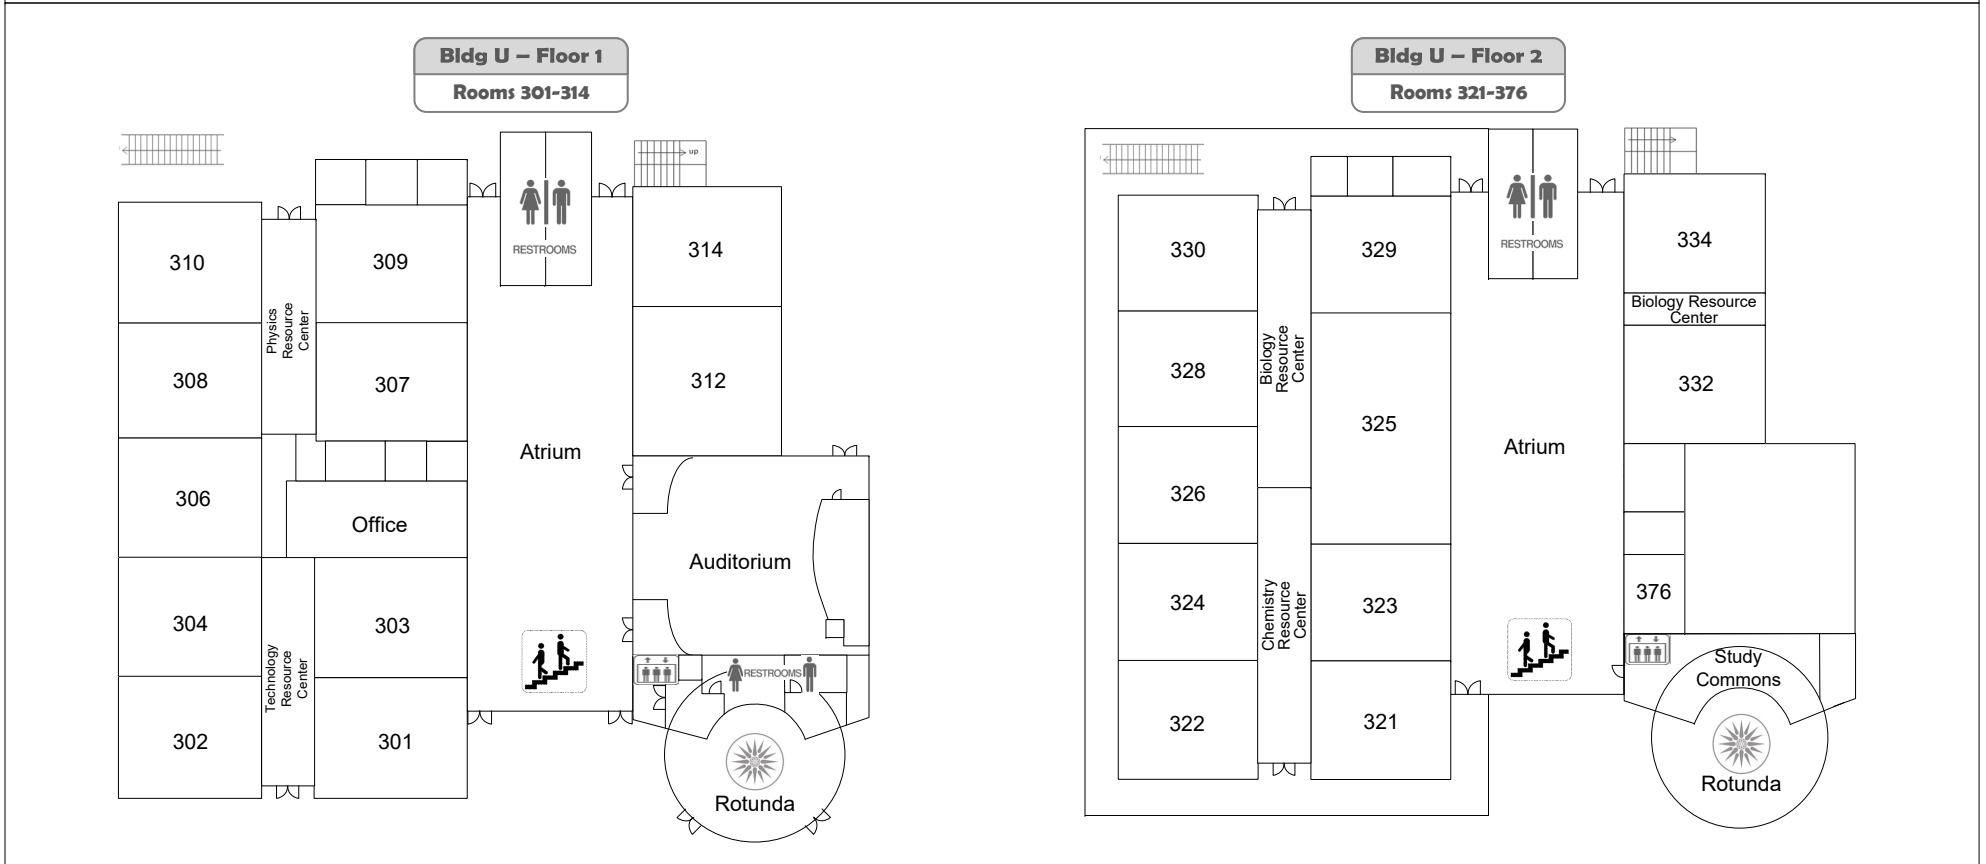 Bldg U – Floor 1
Rooms 301-314
up
RESTROOMS
310
309
314
Physics
Resource
Center
308
307
312
Atrium
306
Office
Auditorium
304
303
Technology
Resource
Center
RESTROOMS
302
301
Rotunda
Bldg U – Floor 2
Rooms 321-376
RESTROOMS
330
329
334
Biology Resource
Center
Biology
Resource
Center
328
332
325
Atrium
326
Chemistry
Resource
Center
324
323
376
Study
Commons
322
321
Rotunda